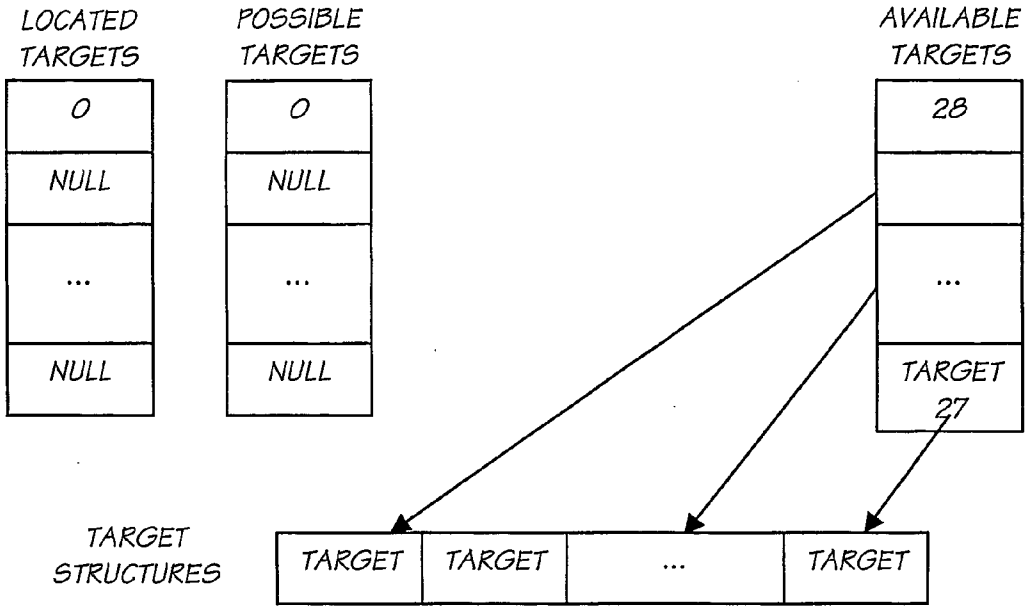 LOCATED
TARGETS
0
NULL
...
NULL
POSSIBLE
TARGETS
0
NULL
...
NULL
AVAILABLE
TARGETS
28
...
TARGET
27
TARGET
STRUCTURES
TARGET
TARGET
...
TARGET